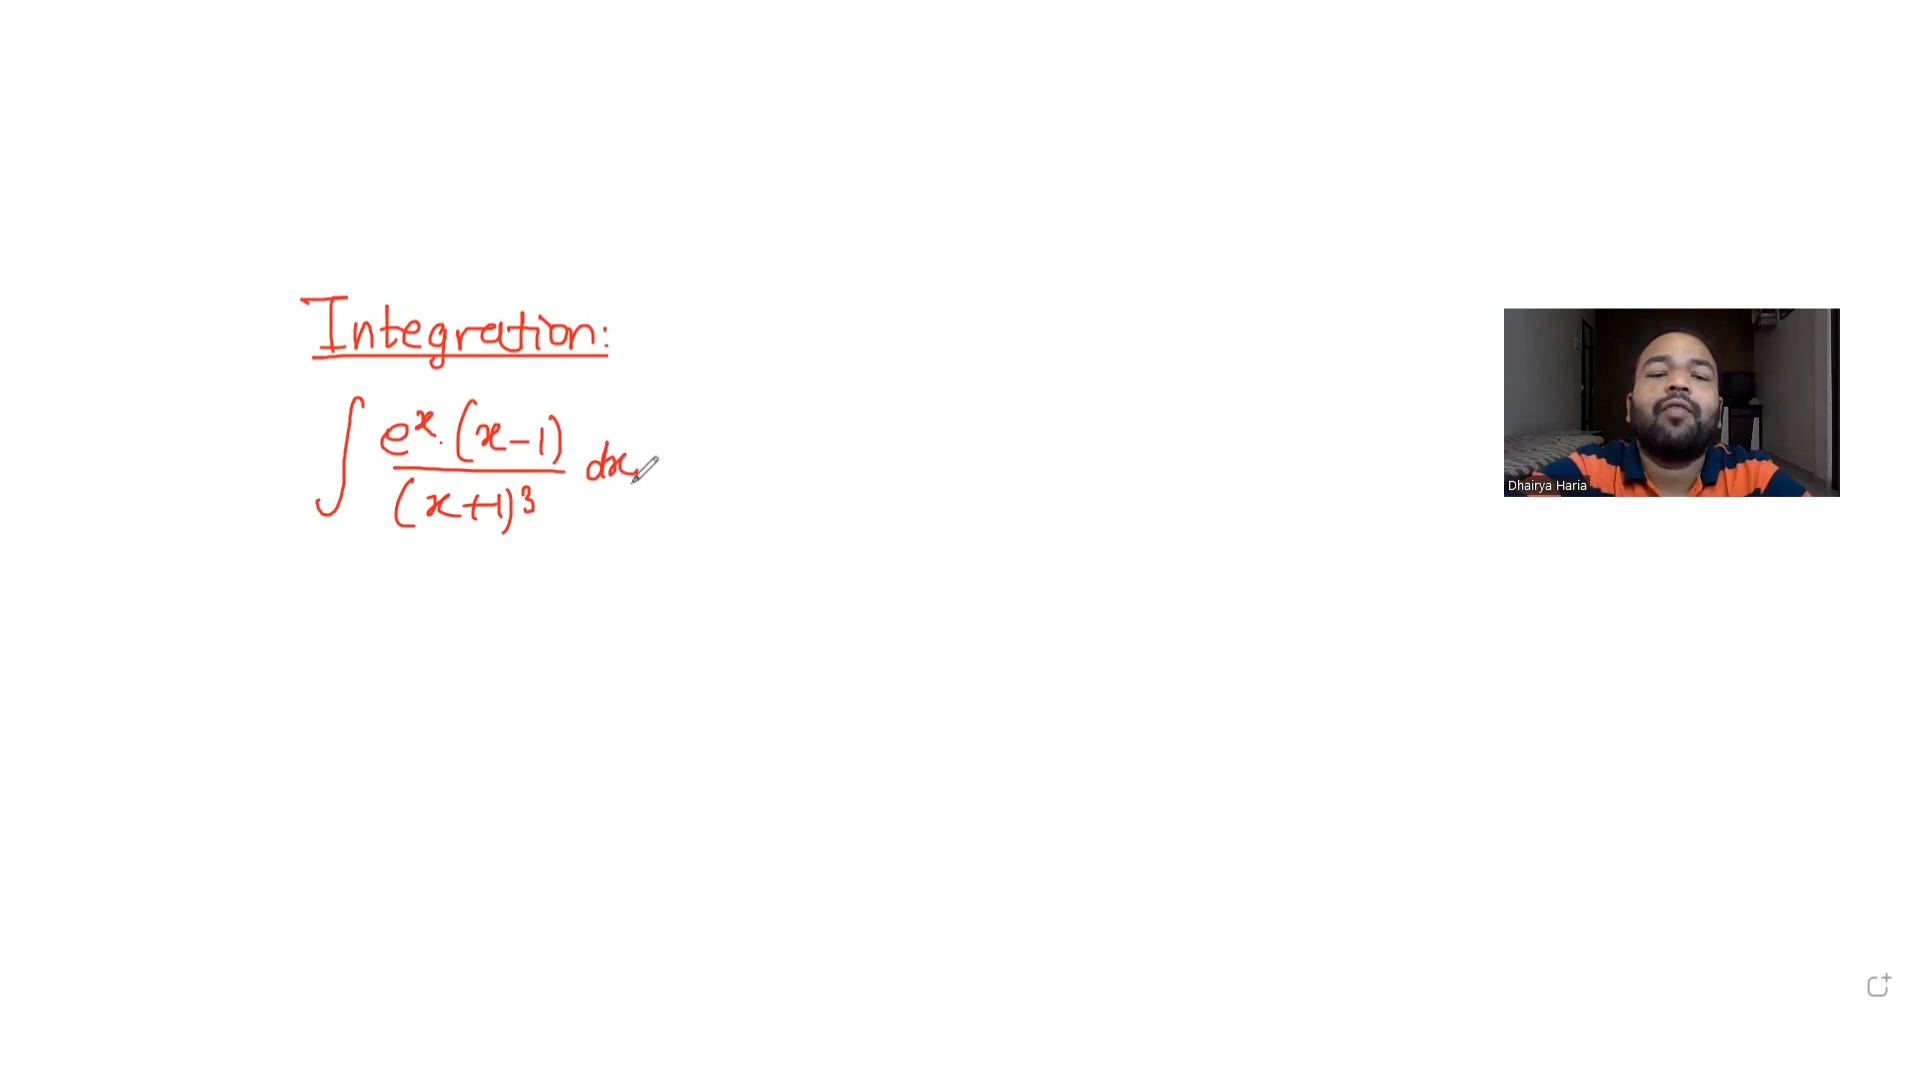 Integration:
∫ e^x · (x-1) / (x+1)^3 dx
Dhairya Haria